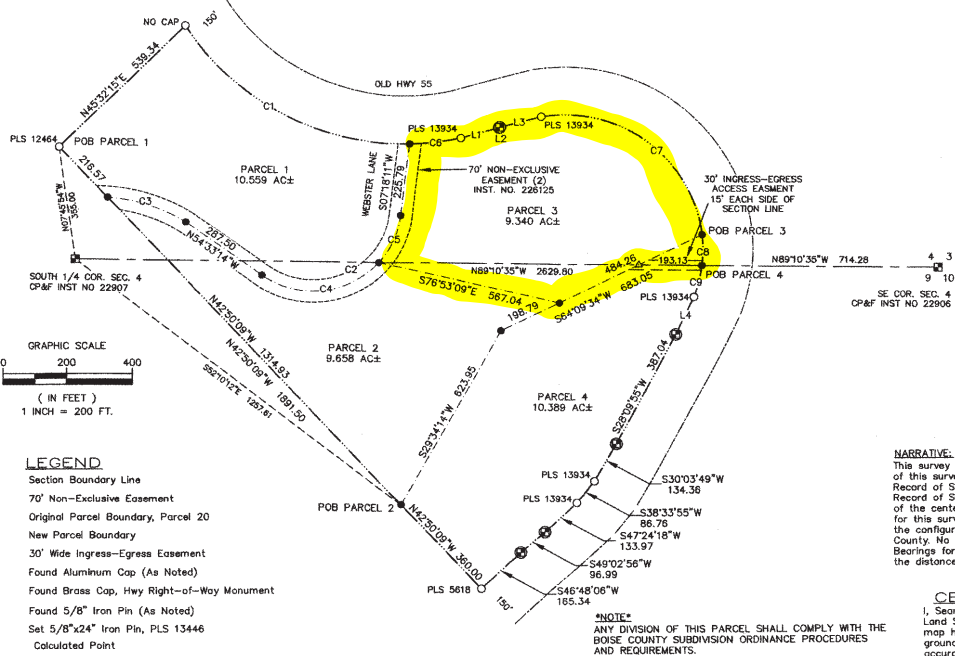 NO CAP
150'
N45°32'15"E 539.34
OLD HWY 55
C1
PLS 12464
POB PARCEL 1
PLS 13934
C6
L1
L2
L3
PLS 13934
C7
216.57
PARCEL 1
10.559 AC±
WEBSTER LANE
S07°18'11"W
225.79
70' NON-EXCLUSIVE
EASEMENT (2)
INST. NO. 226125
30' INGRESS-EGRESS
ACCESS EASMENT
15' EACH SIDE OF
SECTION LINE
PARCEL 3
9.340 AC±
N07°45'54"W
355.00
C3
287.50
N54°33'14"W
C5
C2
C4
POB PARCEL 3
C8
193.13
484.26
N89°10'35"W 2629.60
N89°10'35"W 714.28
4 3
9 10
POB PARCEL 4
C9
SOUTH 1/4 COR. SEC. 4
CP&F INST NO 22907
S76°53'09"E 567.04
S64°09'34"W 683.05
198.79
PLS 13934
SE COR. SEC. 4
CP&F INST NO 22906
L4
GRAPHIC SCALE
0 200 400
( IN FEET )
1 INCH = 200 FT.
N42°50'09"W 1314.93
N42°50'09"W 1891.50
S52°10'12"E 1257.61
PARCEL 2
9.658 AC±
S29°34'14"W 623.95
PARCEL 4
10.389 AC±
S28°09'55"W 387.04
LEGEND
Section Boundary Line
70' Non-Exclusive Easement
Original Parcel Boundary, Parcel 20
New Parcel Boundary
30' Wide Ingress-Egress Easement
Found Aluminum Cap (As Noted)
Found Brass Cap, Hwy Right-of-Way Monument
Found 5/8" Iron Pin (As Noted)
Set 5/8"x24" Iron Pin, PLS 13446
Calculated Point
POB PARCEL 2
N42°50'09"W 360.00
PLS 5618
150'
PLS 13934
PLS 13934
S30°03'49"W
134.36
S38°33'55"W
86.76
S47°24'18"W
133.97
S49°02'56"W
96.99
S46°48'06"W
165.34
*NOTE*
ANY DIVISION OF THIS PARCEL SHALL COMPLY WITH THE
BOISE COUNTY SUBDIVISION ORDINANCE PROCEDURES
AND REQUIREMENTS.
NARRATIVE:
This survey
of this surve
Record of S
Record of S
of the cente
for this surv
the configur
County. No
Bearings for
the distance
CE
I, Sean
Land S
map h
ground
accurd